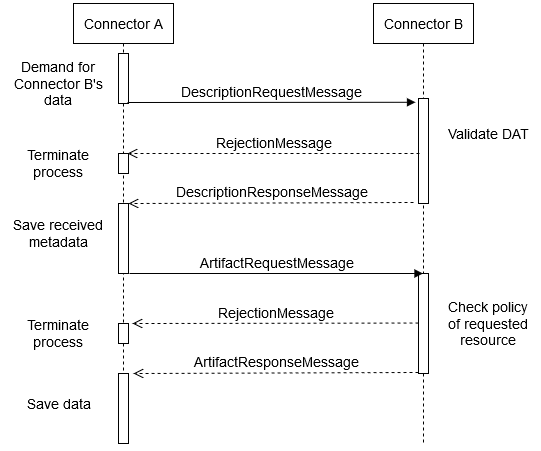 Connector A
Connector B
Demand for
Connector B's
data
DescriptionRequestMessage
Validate DAT
RejectionMessage
Terminate
process
DescriptionResponseMessage
Save received
metadata
ArtifactRequestMessage
Check policy
of requested
resource
RejectionMessage
Terminate
process
ArtifactResponseMessage
Save data